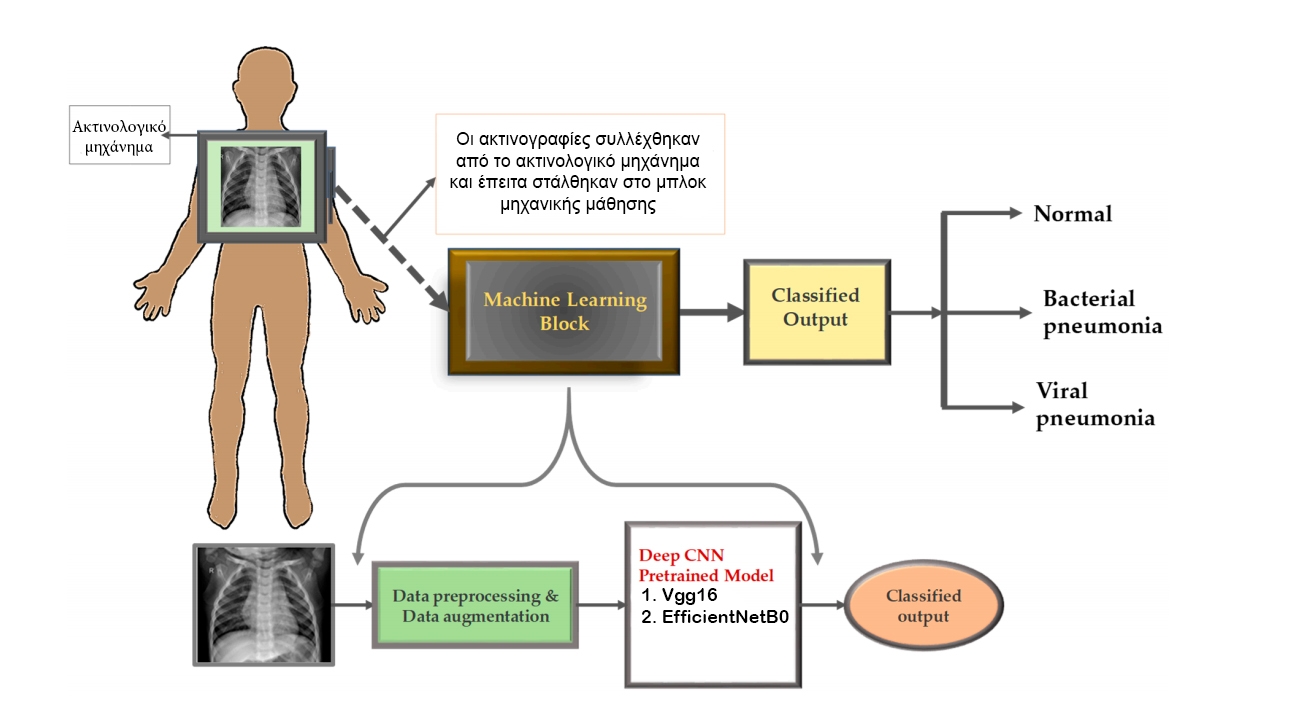 Ακτινολογικό
μηχάνημα
Οι ακτινογραφίες συλλέχθηκαν
από το ακτινολογικό μηχάνημα
και έπειτα στάλθηκαν στο μπλοκ
μηχανικής μάθησης
Machine Learning
Block
Classified
Output
Normal
Bacterial
pneumonia
Viral
pneumonia
R
Data preprocessing &
Data augmentation
Deep CNN
Pretrained Model
1. Vgg16
2. EfficientNetB0
Classified
output